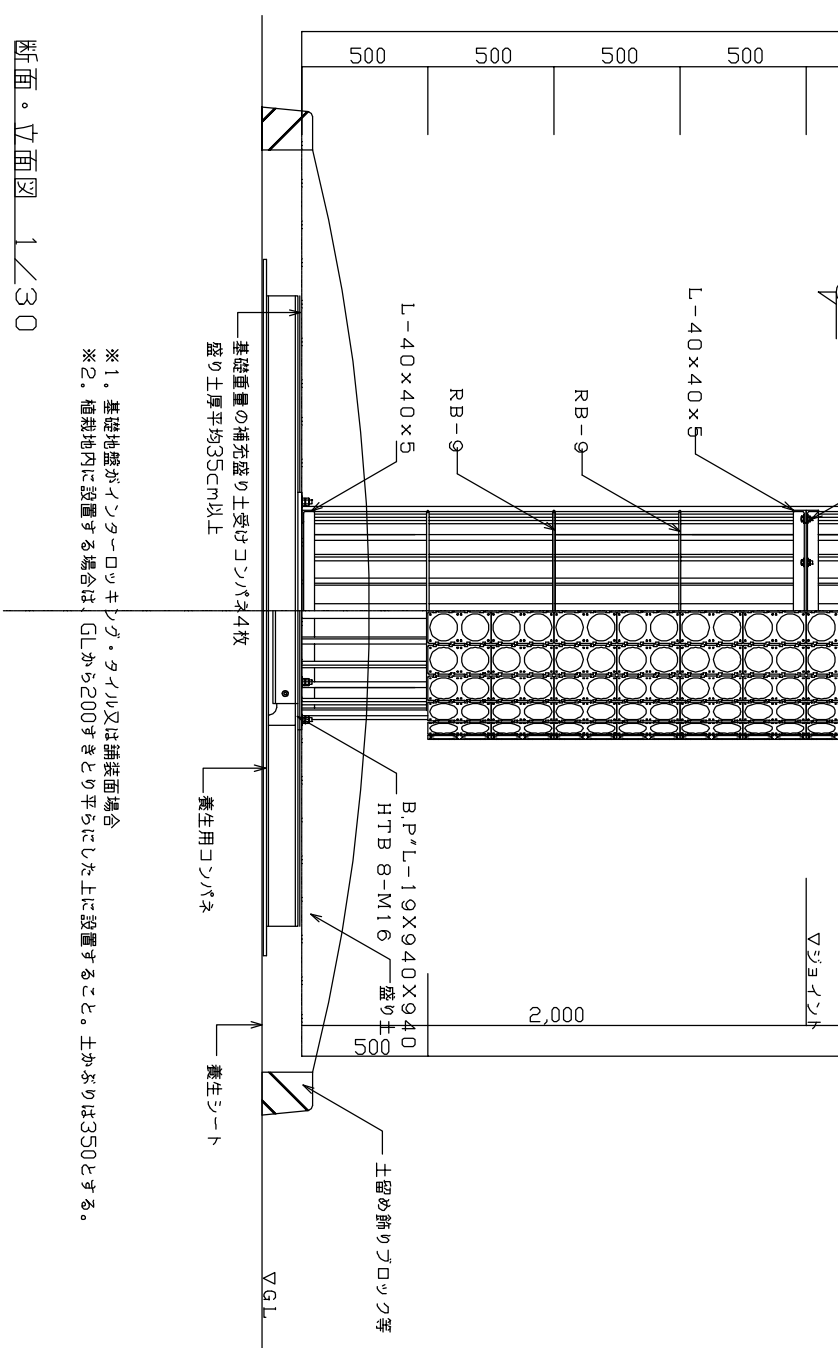 500
500
500
500
L-40x40x5
RB-9
RB-9
L-40x40x5
▽ジョイント
2,000
500
B.P"L-19X940X940
HTB 8-M16
盛り土
土留め飾りブロック等
基礎重量の補充盛り土受けコンパネ4枚
盛り土厚平均35cm以上
養生用コンパネ
養生シート
▽GL
※1。基礎地盤がインターロッキング・タイル又は舗装面場合
※2。植栽地内に設置する場合は、GLから200すきとり平らにした上に設置すること。土かぶりは350とする。
断面・立面図 1/30